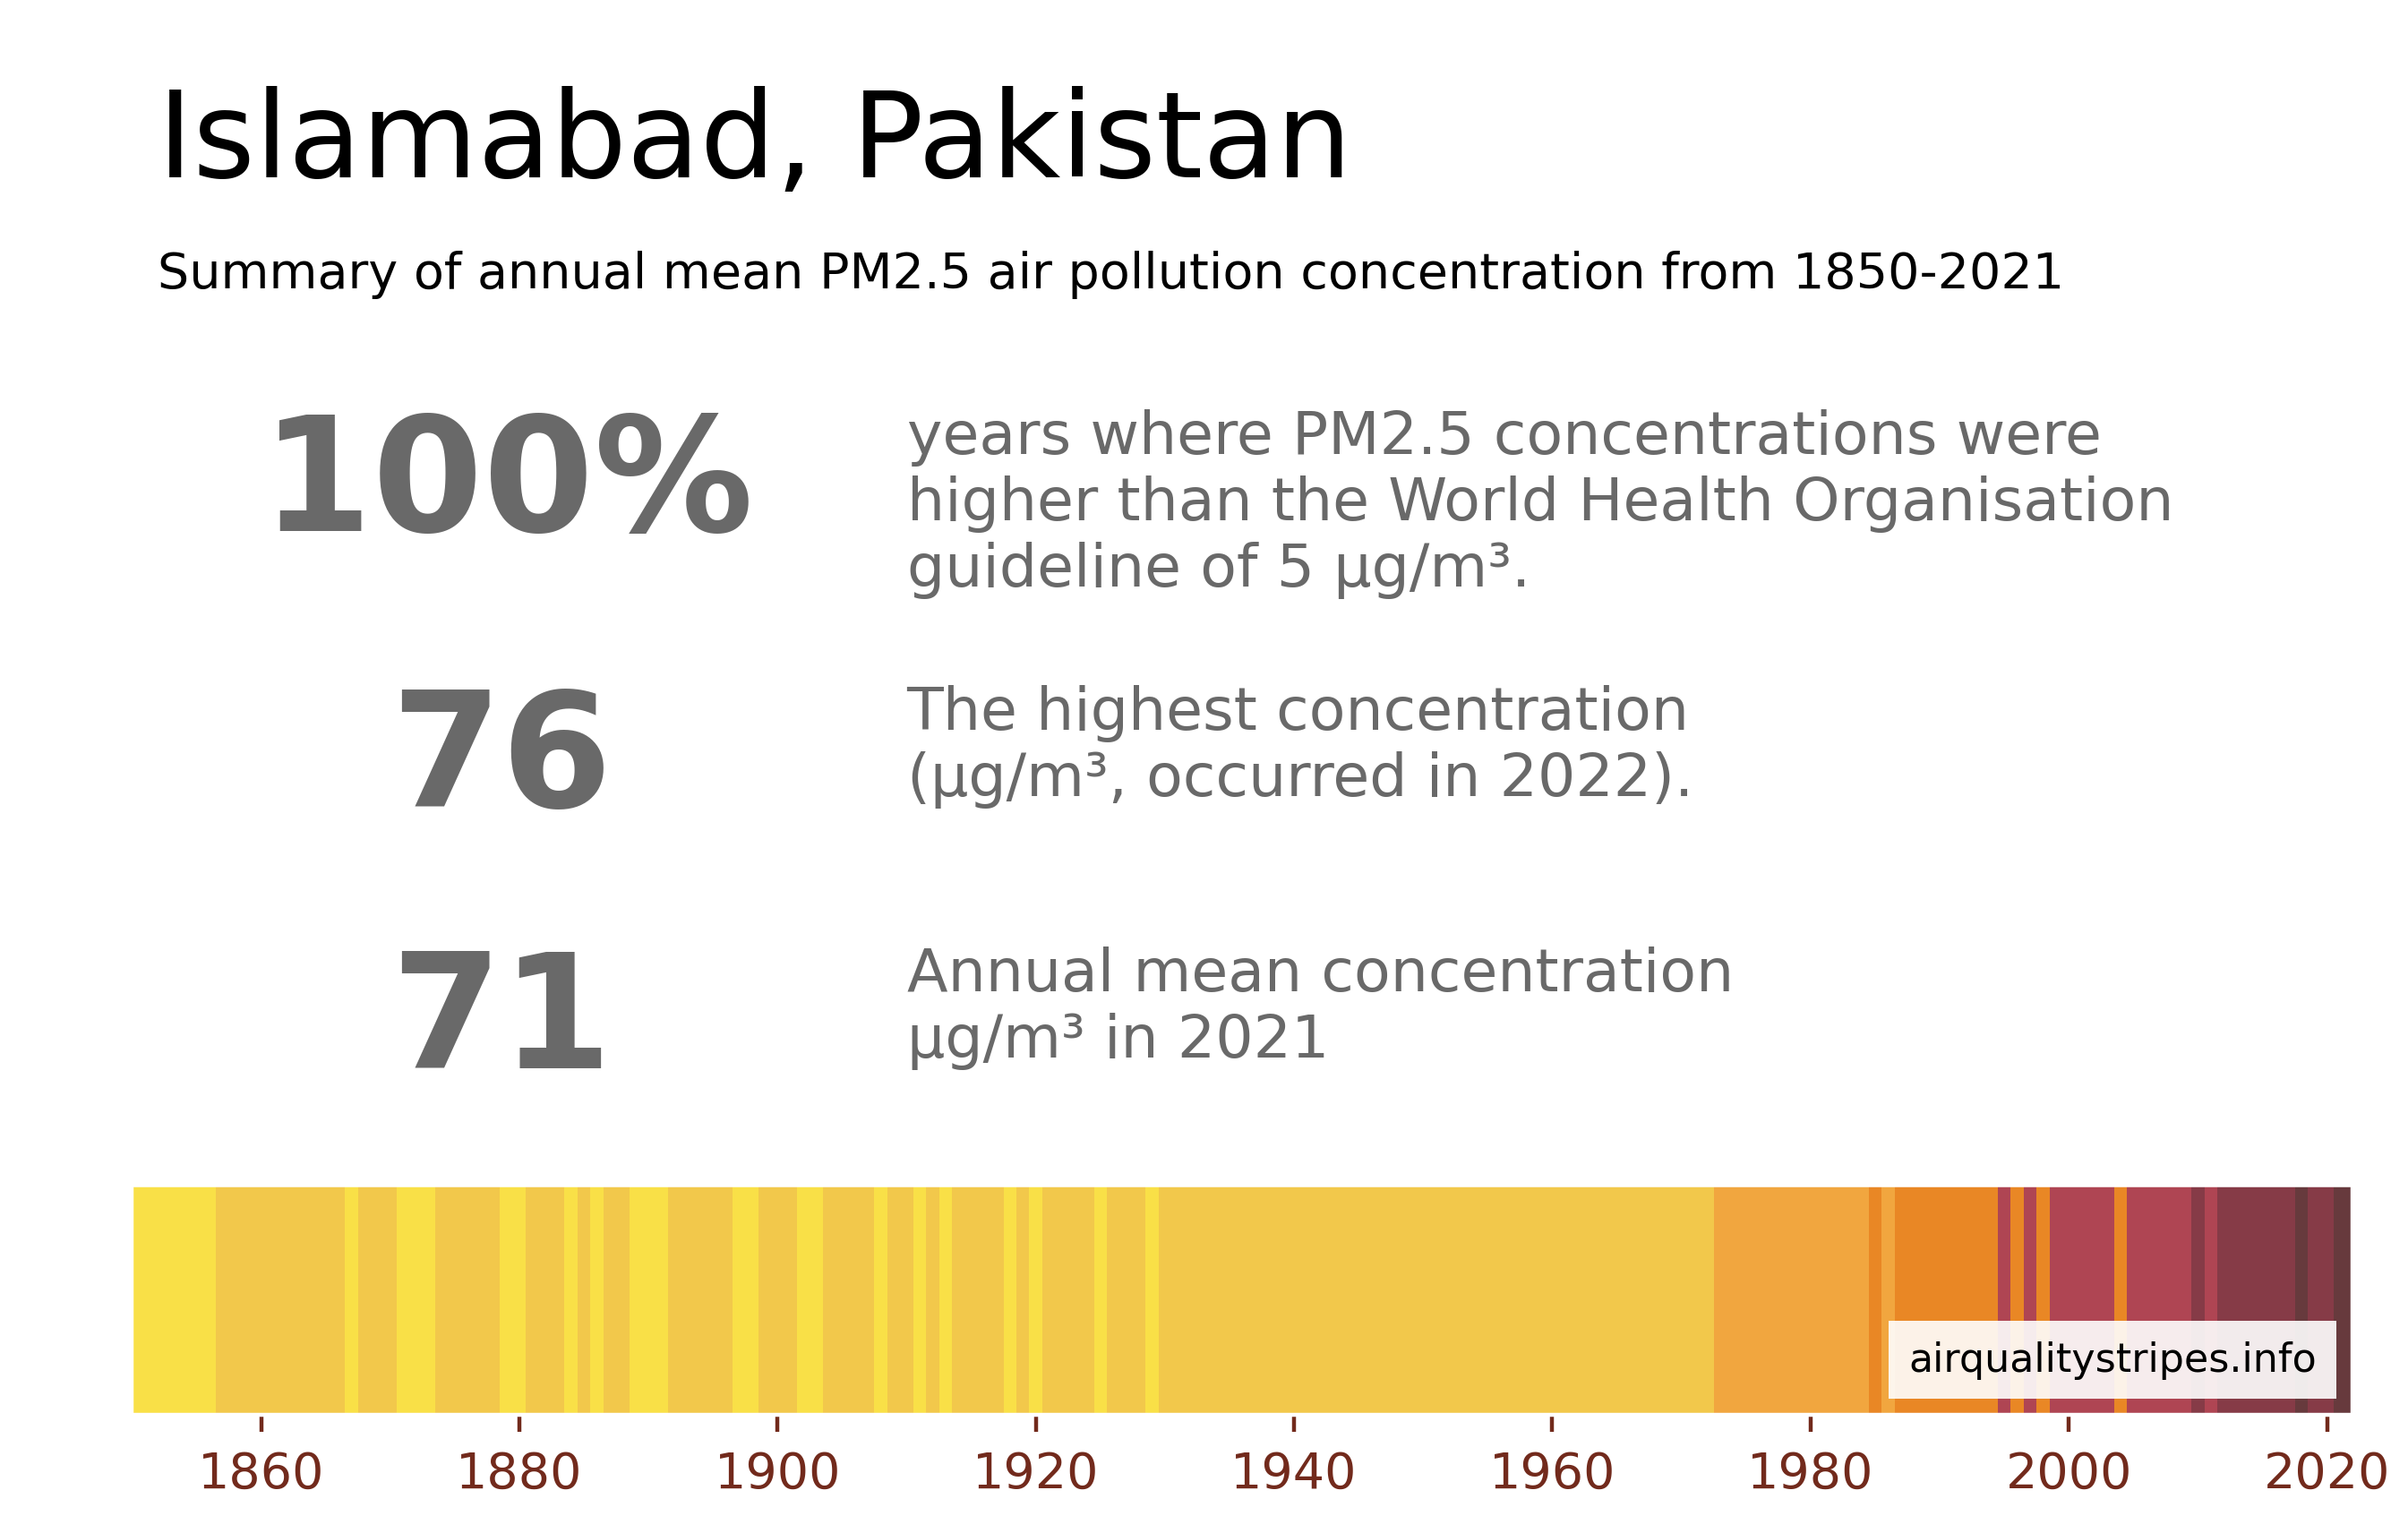 Islamabad, Pakistan
Summary of annual mean PM2.5 air pollution concentration from 1850-2021
100%
years where PM2.5 concentrations were
higher than the World Health Organisation
guideline of 5 µg/m³.
76
The highest concentration
(µg/m³, occurred in 2022).
71
Annual mean concentration
µg/m³ in 2021
airqualitystripes.info
1860 1880 1900 1920 1940 1960 1980 2000 2020